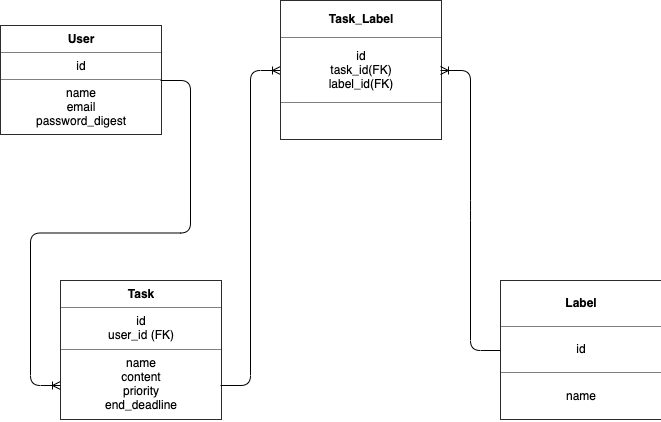 User
id
name
email
password_digest
Task_Label
id
task_id(FK)
label_id(FK)
Task
id
user_id (FK)
name
content
priority
end_deadline
Label
id
name